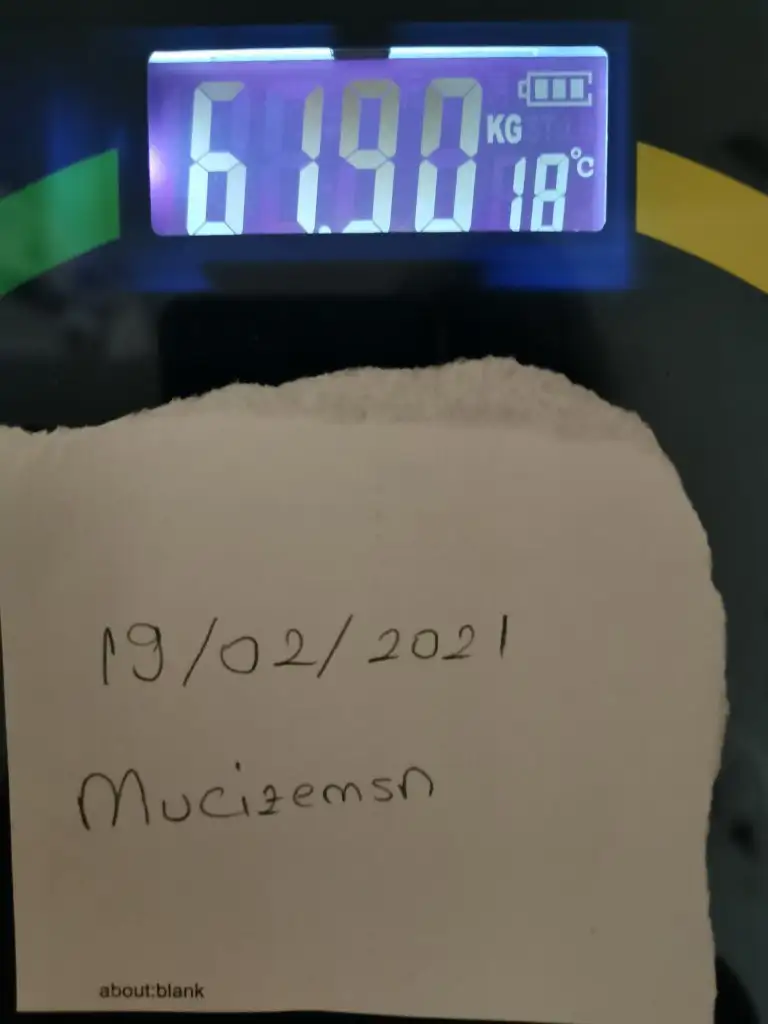 61.90 KG
18 °C
19/02/2021
Mucizemsn
about:blank